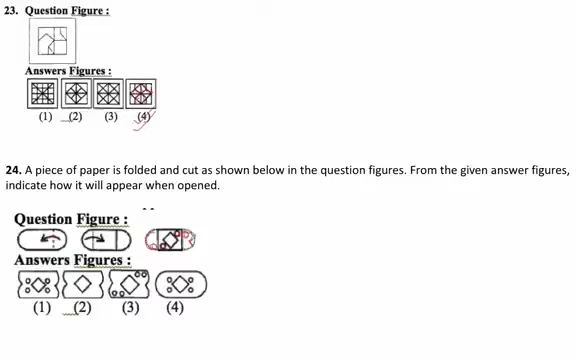 23. Question Figure :
Answers Figures :
(1) (2) (3) (4)
24. A piece of paper is folded and cut as shown below in the question figures. From the given answer figures,
indicate how it will appear when opened.
Question Figure :
Answers Figures :
(1) (2) (3) (4)